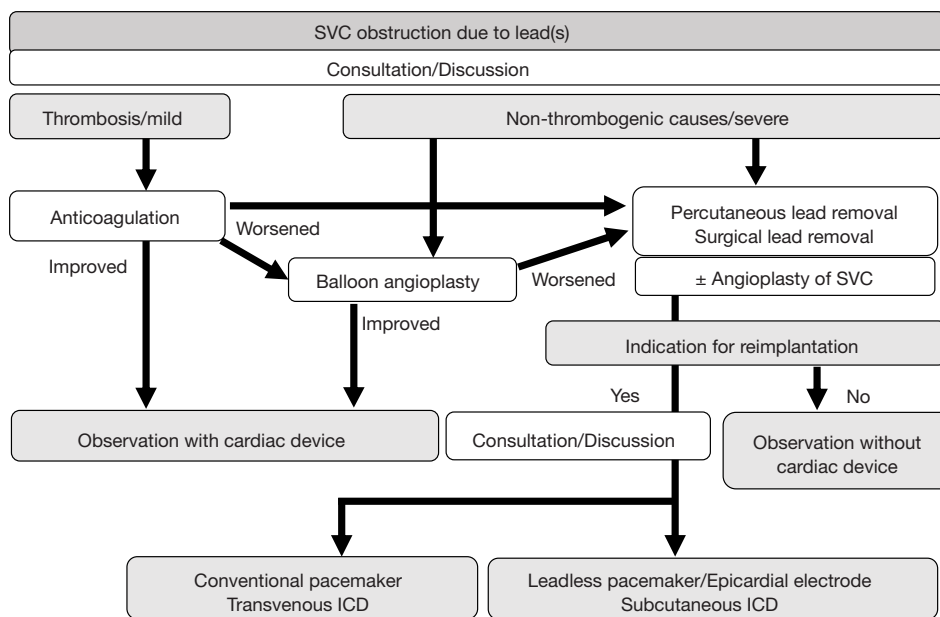 SVC obstruction due to lead(s)
Consultation/Discussion
Thrombosis/mild
Non-thrombogenic causes/severe
Anticoagulation
Worsened
Percutaneous lead removal
Surgical lead removal
Improved
Balloon angioplasty
Worsened
± Angioplasty of SVC
Improved
Indication for reimplantation
Yes
No
Observation with cardiac device
Consultation/Discussion
Observation without
cardiac device
Conventional pacemaker
Transvenous ICD
Leadless pacemaker/Epicardial electrode
Subcutaneous ICD